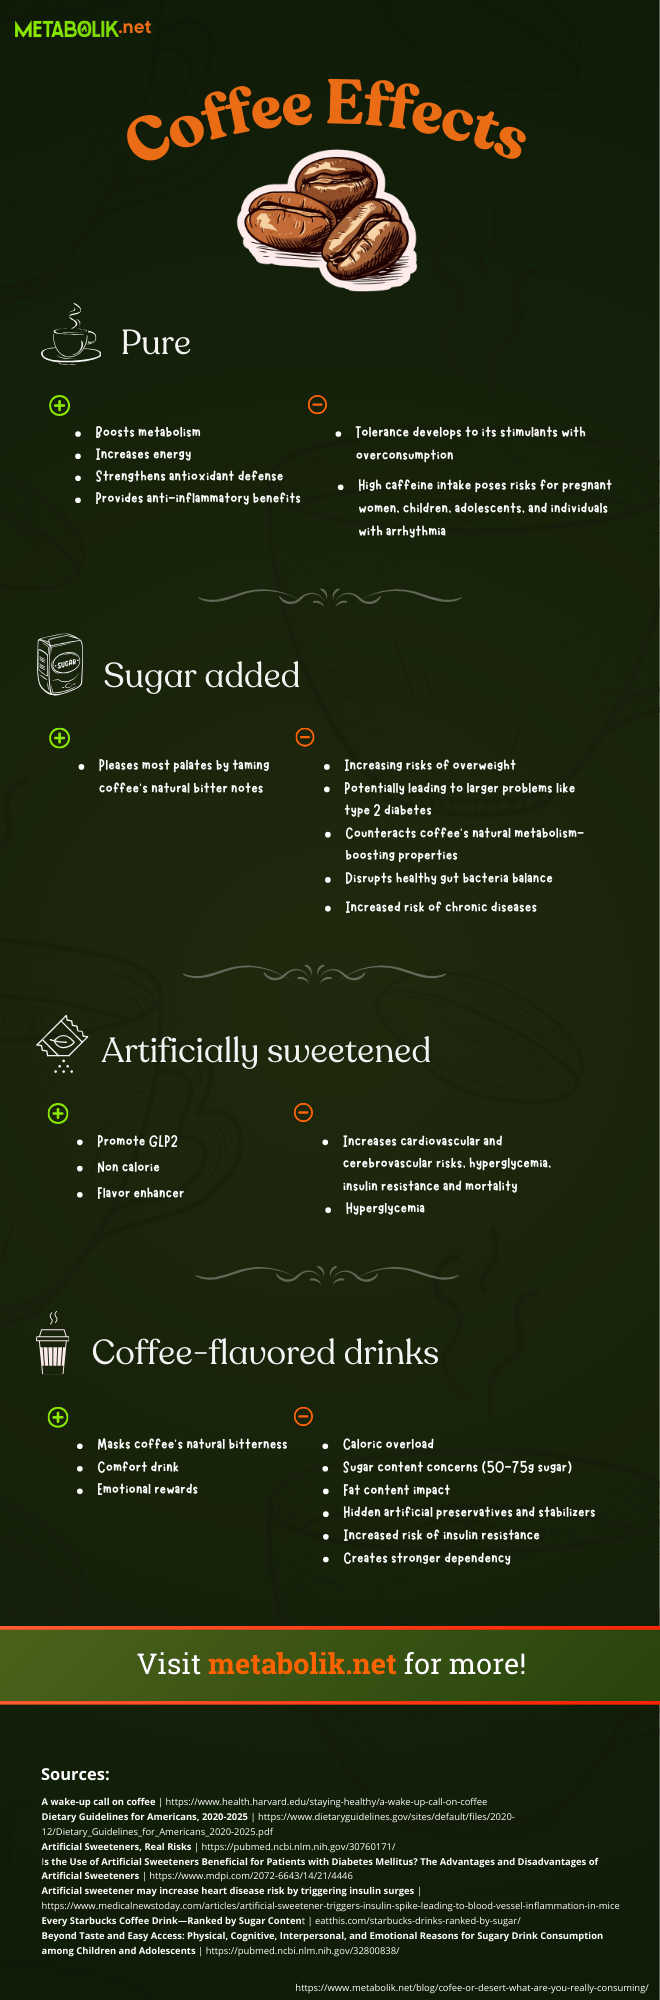 METABOLIK.net
Coffee Effects
Pure
Boosts metabolism
Increases energy
Strengthens antioxidant defense
Provides anti-inflammatory benefits
Tolerance develops to its stimulants with
overconsumption
High caffeine intake poses risks for pregnant
women, children, adolescents, and individuals
with arrhythmia
SUGAR
Sugar added
Pleases most palates by taming
coffee's natural bitter notes
Increasing risks of overweight
Potentially leading to larger problems like
type 2 diabetes
Counteracts coffee's natural metabolism-
boosting properties
Disrupts healthy gut bacteria balance
Increased risk of chronic diseases
Artificially sweetened
Promote GLP2
Non calorie
Flavor enhancer
Increases cardiovascular and
cerebrovascular risks, hyperglycemia,
insulin resistance and mortality
Hyperglycemia
Coffee-flavored drinks
Masks coffee's natural bitterness
Comfort drink
Emotional rewards
Caloric overload
Sugar content concerns (50-75g sugar)
Fat content impact
Hidden artificial preservatives and stabilizers
Increased risk of insulin resistance
Creates stronger dependency
Visit metabolik.net for more!
Sources:
A wake-up call on coffee | https://www.health.harvard.edu/staying-healthy/a-wake-up-call-on-coffee
Dietary Guidelines for Americans, 2020-2025 | https://www.dietaryguidelines.gov/sites/default/files/2020-
12/Dietary_Guidelines_for_Americans_2020-2025.pdf
Artificial Sweeteners, Real Risks | https://pubmed.ncbi.nlm.nih.gov/30760171/
Is the Use of Artificial Sweeteners Beneficial for Patients with Diabetes Mellitus? The Advantages and Disadvantages of
Artificial Sweeteners | https://www.mdpi.com/2072-6643/14/21/4446
Artificial sweetener may increase heart disease risk by triggering insulin surges |
https://www.medicalnewstoday.com/articles/artificial-sweetener-triggers-insulin-spike-leading-to-blood-vessel-inflammation-in-mice
Every Starbucks Coffee Drink—Ranked by Sugar Content | eatthis.com/starbucks-drinks-ranked-by-sugar/
Beyond Taste and Easy Access: Physical, Cognitive, Interpersonal, and Emotional Reasons for Sugary Drink Consumption
among Children and Adolescents | https://pubmed.ncbi.nlm.nih.gov/32800838/
https://www.metabolik.net/blog/cofee-or-desert-what-are-you-really-consuming/